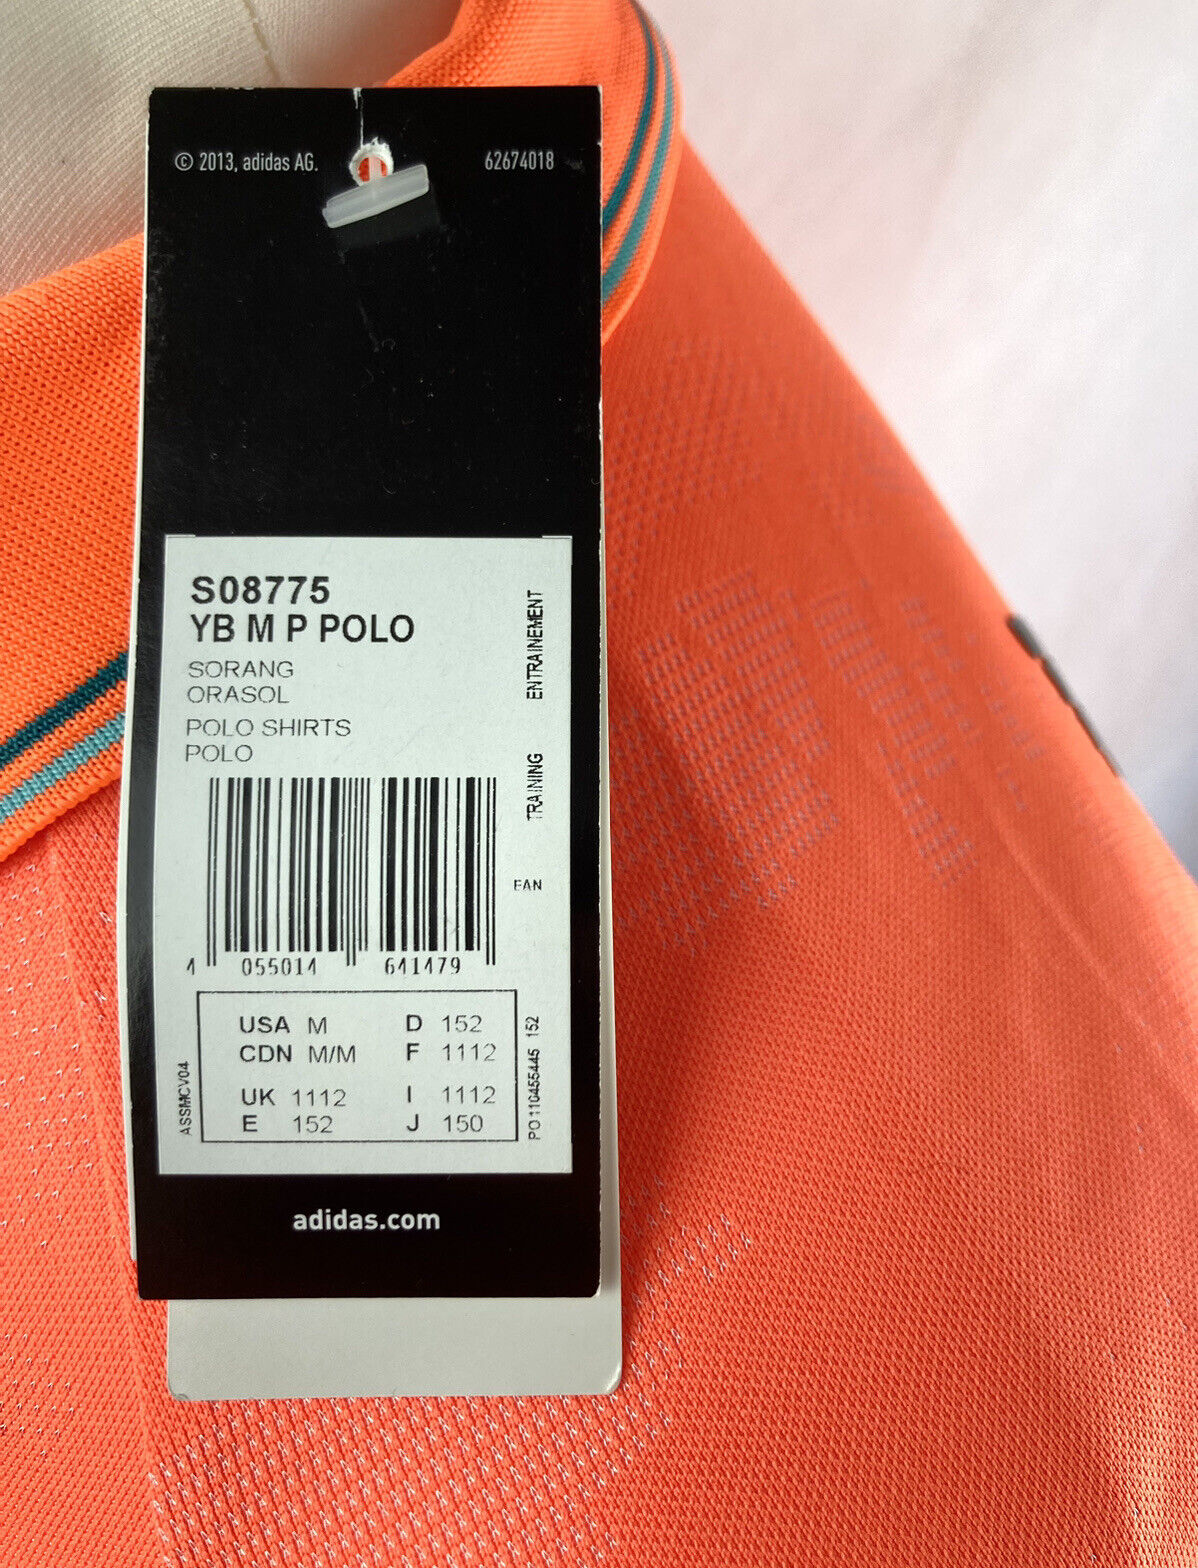 © 2013, adidas AG. 62674018
S08775
YB M P POLO
SORANG
ORASOL
POLO SHIRTS
POLO
TRAINING ENTRAINEMENT
EAN
4 055014 641479
USA M D 152
CDN M/M F 1112
UK 1112 I 1112
E 152 J 150
ASSMCV04
PO 110455445 152
adidas.com